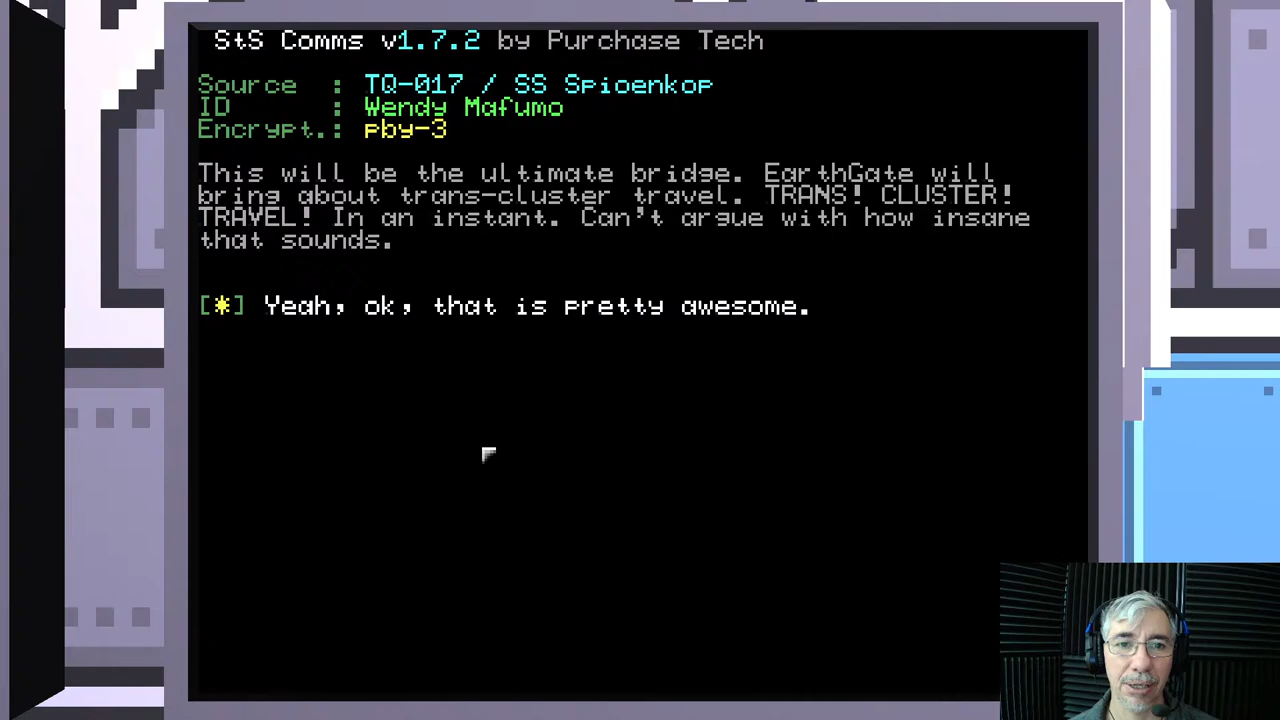 StS Comms v1.7.2 by Purchase Tech
Source : TQ-017 / SS Spioenkop
ID : Wendy Mafumo
Encrypt.: pby-3
This will be the ultimate bridge. EarthGate will
bring about trans-cluster travel. TRANS! CLUSTER!
TRAVEL! In an instant. Can't argue with how insane
that sounds.
[*] Yeah, ok, that is pretty awesome.